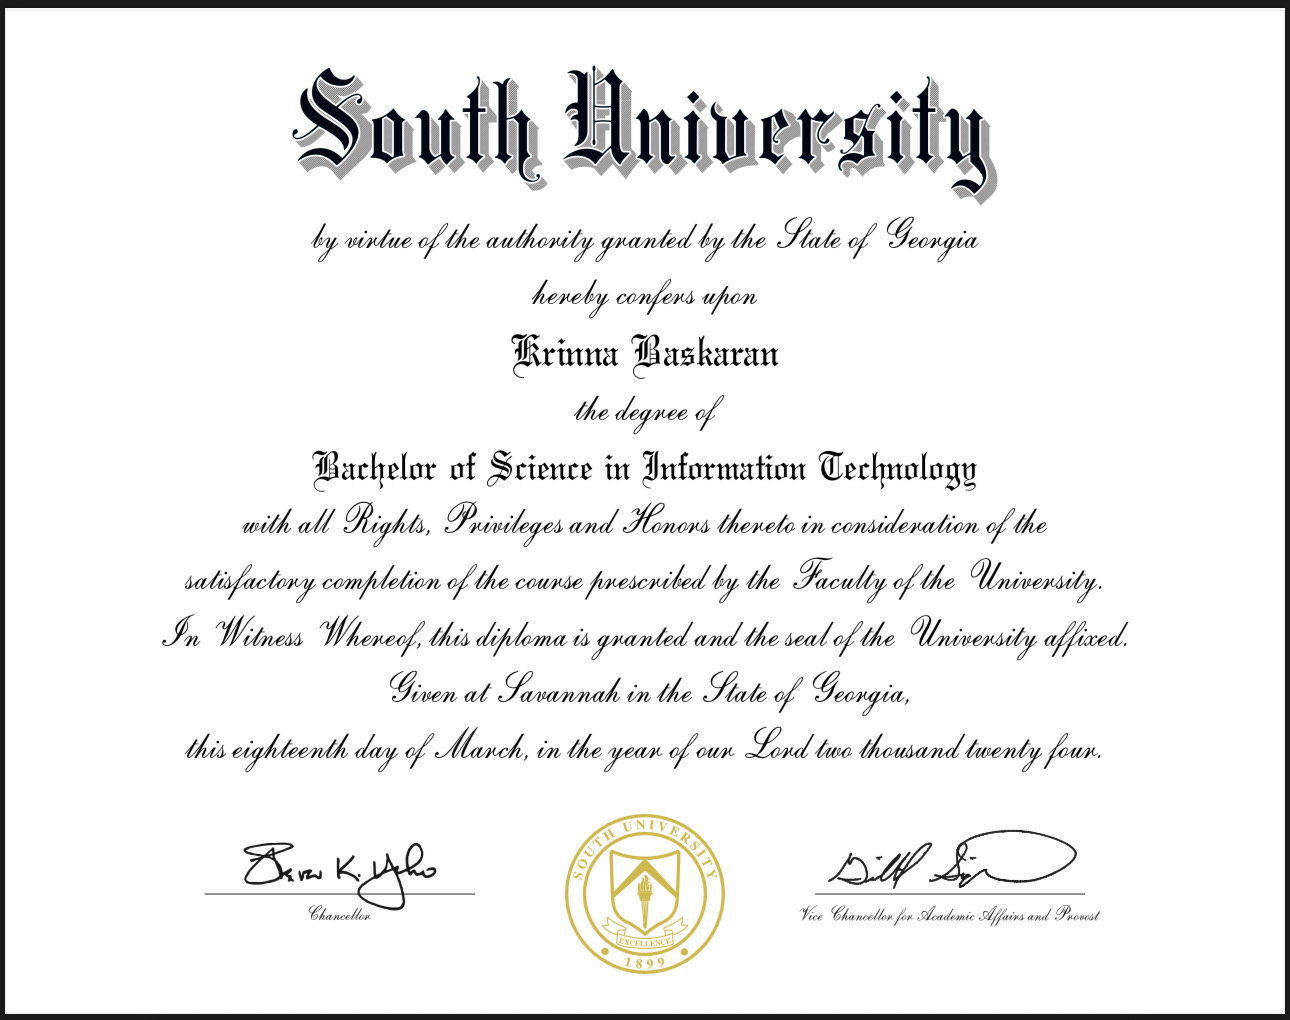 South University
by virtue of the authority granted by the State of Georgia
hereby confers upon
Krinna Baskaran
the degree of
Bachelor of Science in Information Technology
with all Rights, Privileges and Honors thereto in consideration of the
satisfactory completion of the course prescribed by the Faculty of the University.
In Witness Whereof, this diploma is granted and the seal of the University affixed.
Given at Savannah in the State of Georgia,
this eighteenth day of March, in the year of our Lord two thousand twenty four.
Chancellor
SOUTH UNIVERSITY
EXCELLENCE
1899
Vice Chancellor for Academic Affairs and Provost